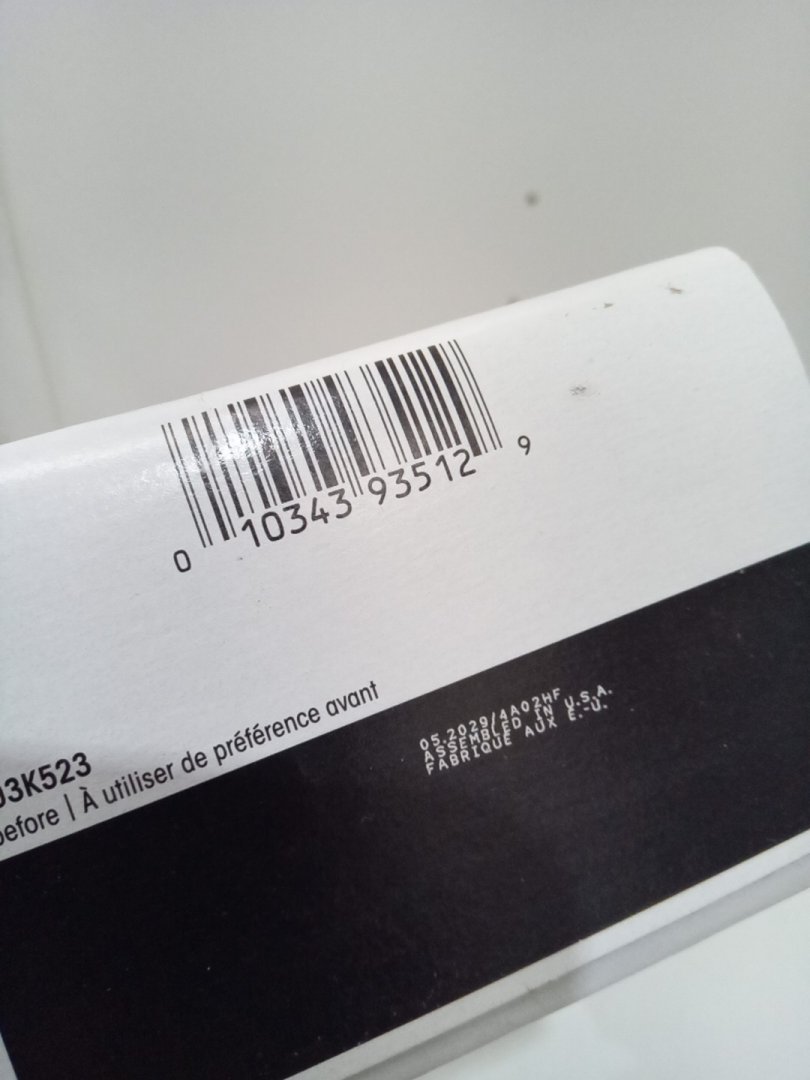 0 10343 93512 9
03K523
before | À utiliser de préférence avant
05.2029/4A02HF
ASSEMBLED IN U.S.A.
FABRIQUÉ AUX É.-U.